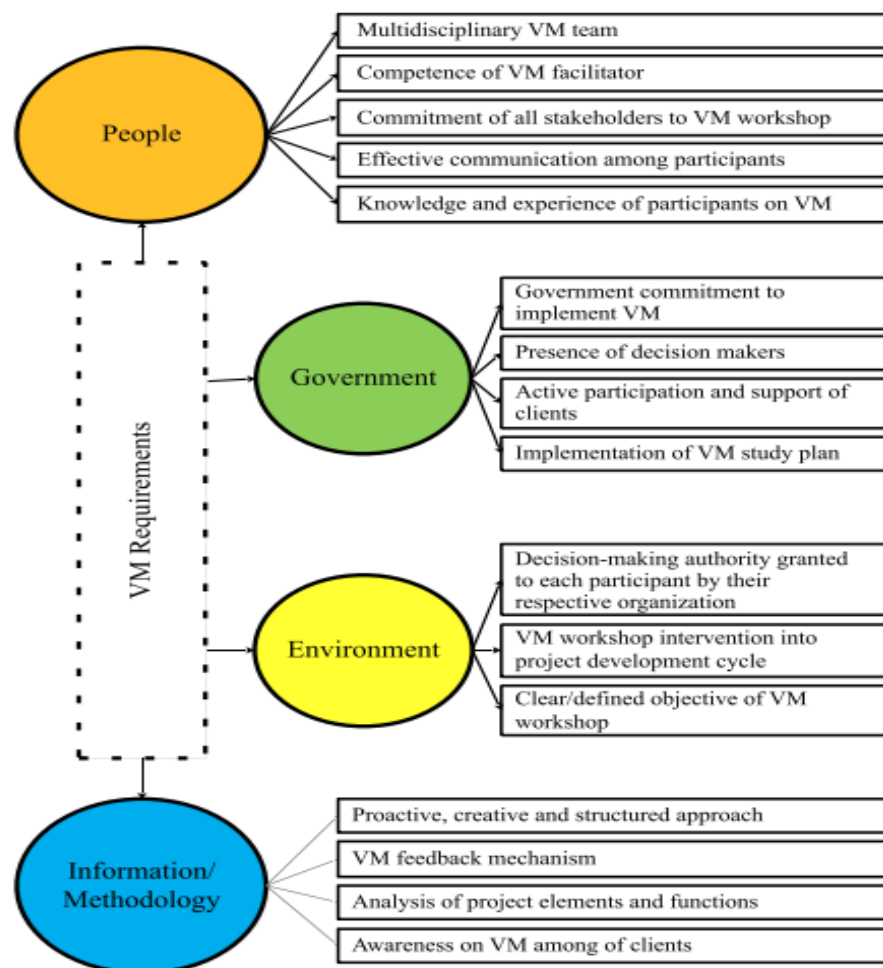 People
Multidisciplinary VM team
Competence of VM facilitator
Commitment of all stakeholders to VM workshop
Effective communication among participants
Knowledge and experience of participants on VM
VM Requirements
Government
Government commitment to
implement VM
Presence of decision makers
Active participation and support of
clients
Implementation of VM study plan
Environment
Decision-making authority granted
to each participant by their
respective organization
VM workshop intervention into
project development cycle
Clear/defined objective of VM
workshop
Information/
Methodology
Proactive, creative and structured approach
VM feedback mechanism
Analysis of project elements and functions
Awareness on VM among of clients